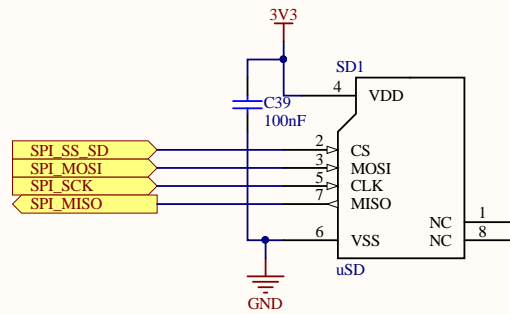 3V3
SD1
4 VDD
C39
100nF
SPI_SS_SD 2 CS
SPI_MOSI 3 MOSI
SPI_SCK 5 CLK
SPI_MISO 7 MISO
NC 1
6 VSS NC 8
uSD
GND